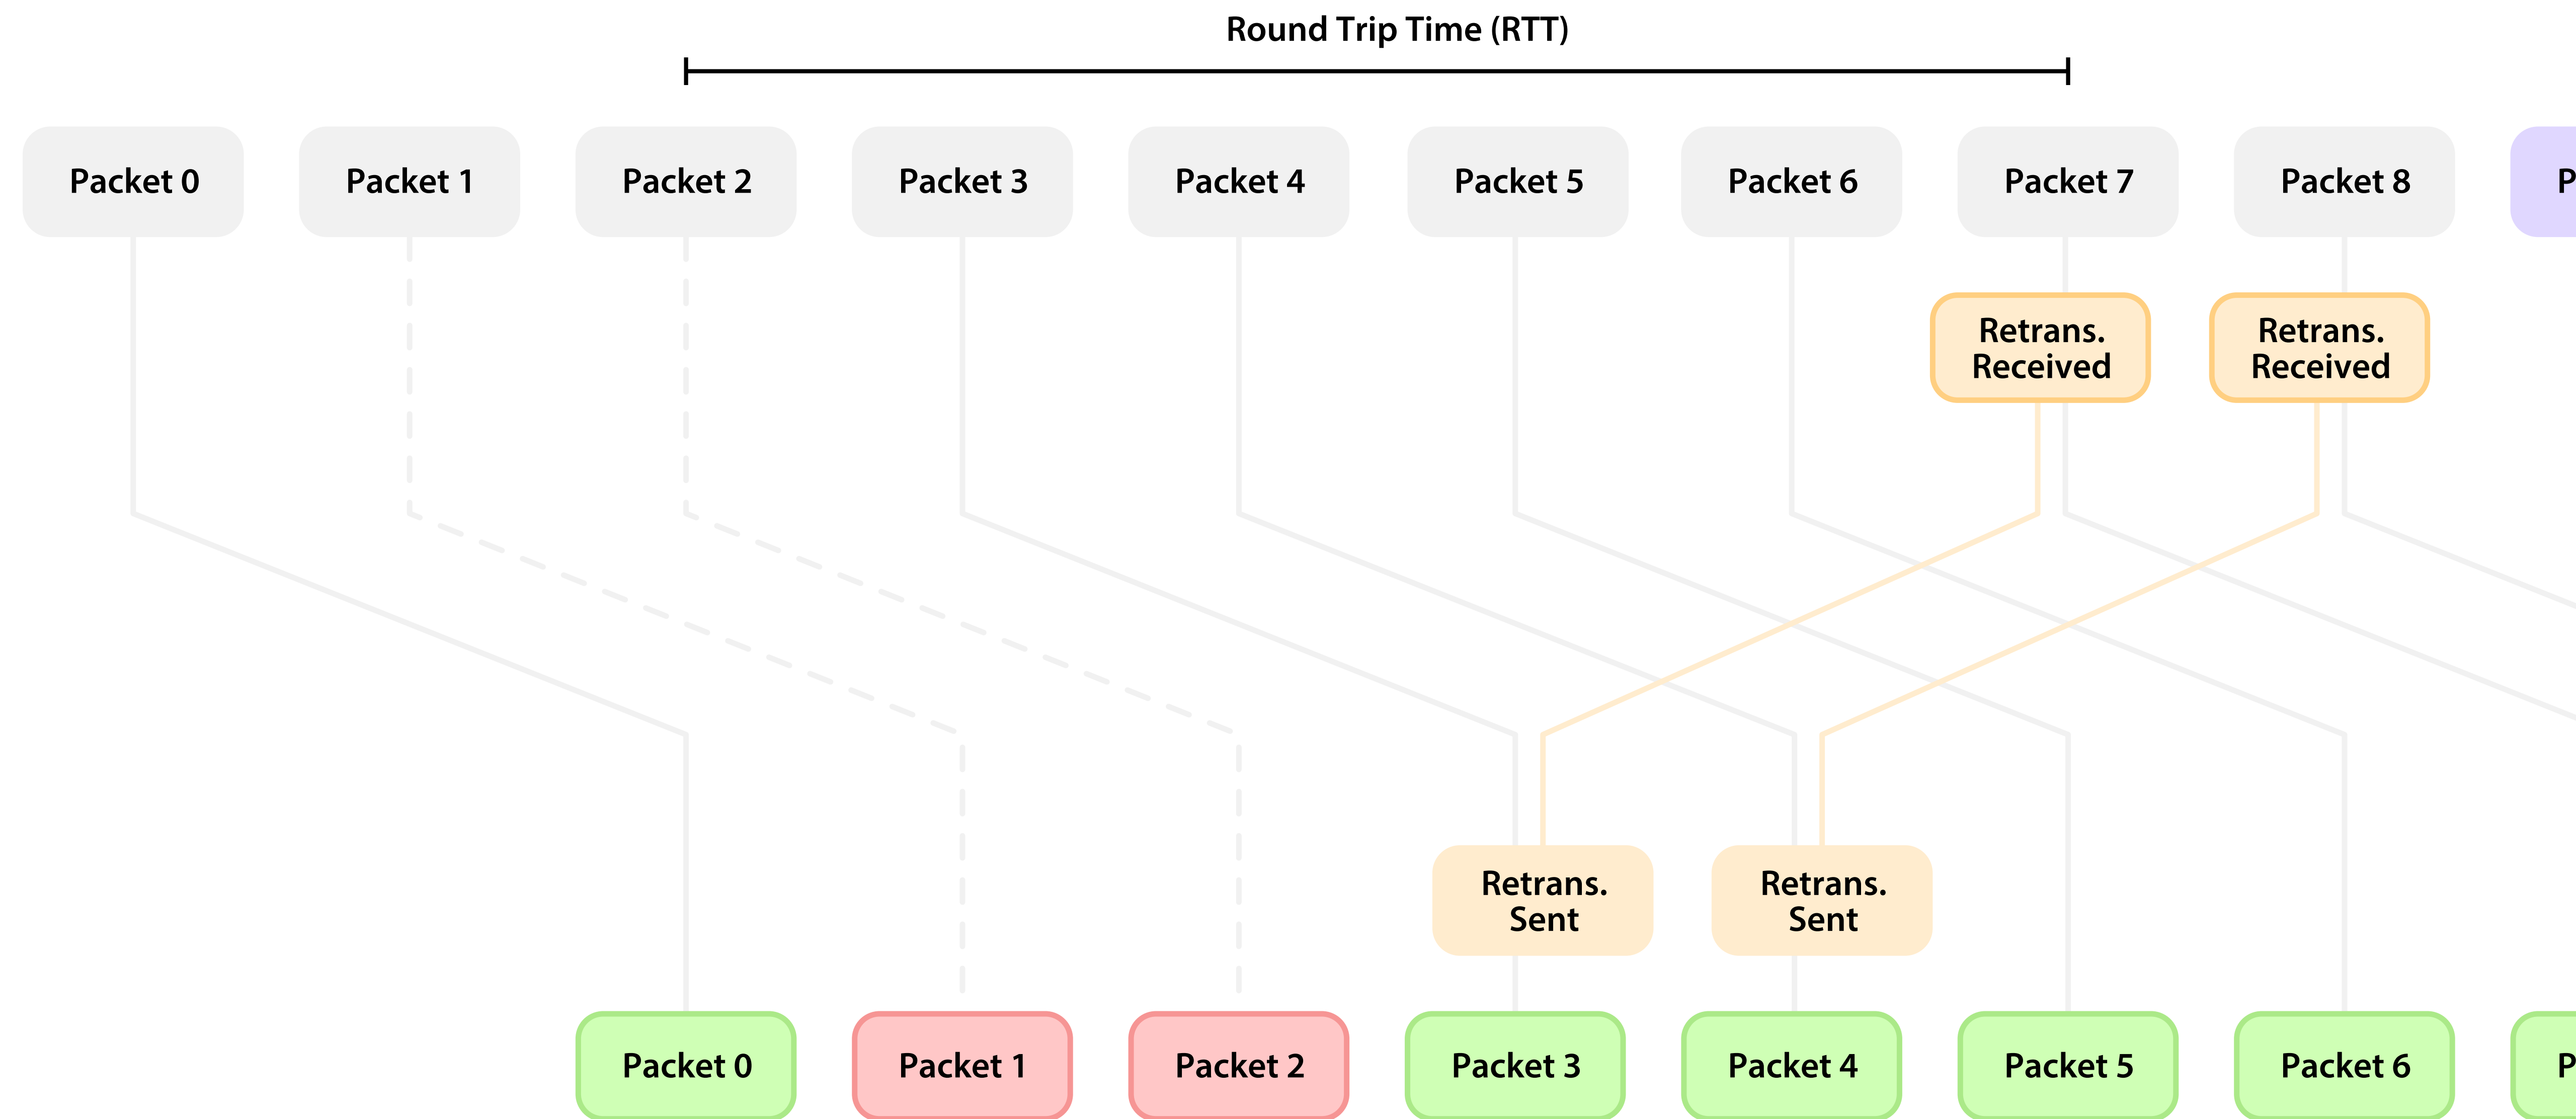 Round Trip Time (RTT)
Packet 0
Packet 1
Packet 2
Packet 3
Packet 4
Packet 5
Packet 6
Packet 7
Packet 8
Retrans.
Received
Retrans.
Received
Retrans.
Sent
Retrans.
Sent
Packet 0
Packet 1
Packet 2
Packet 3
Packet 4
Packet 5
Packet 6